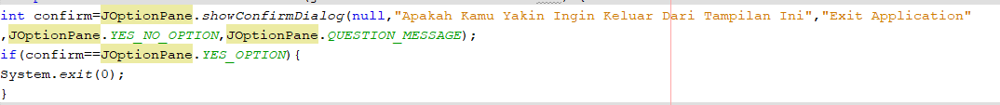 int confirm=JOptionPane.showConfirmDialog(null,"Apakah Kamu Yakin Ingin Keluar Dari Tampilan Ini","Exit Application"
,JOptionPane.YES_NO_OPTION,JOptionPane.QUESTION_MESSAGE);
if(confirm==JOptionPane.YES_OPTION){
System.exit(0);
}